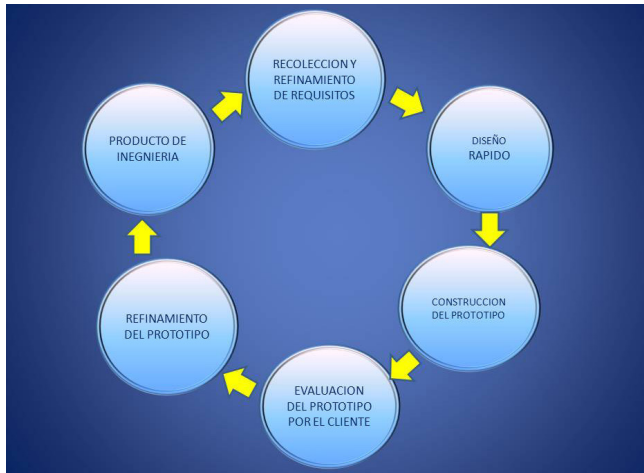 RECOLECCION Y
REFINAMIENTO
DE REQUISITOS
DISEÑO
RAPIDO
CONSTRUCCION
DEL PROTOTIPO
EVALUACION
DEL PROTOTIPO
POR EL CLIENTE
REFINAMIENTO
DEL PROTOTIPO
PRODUCTO DE
INEGNIERIA